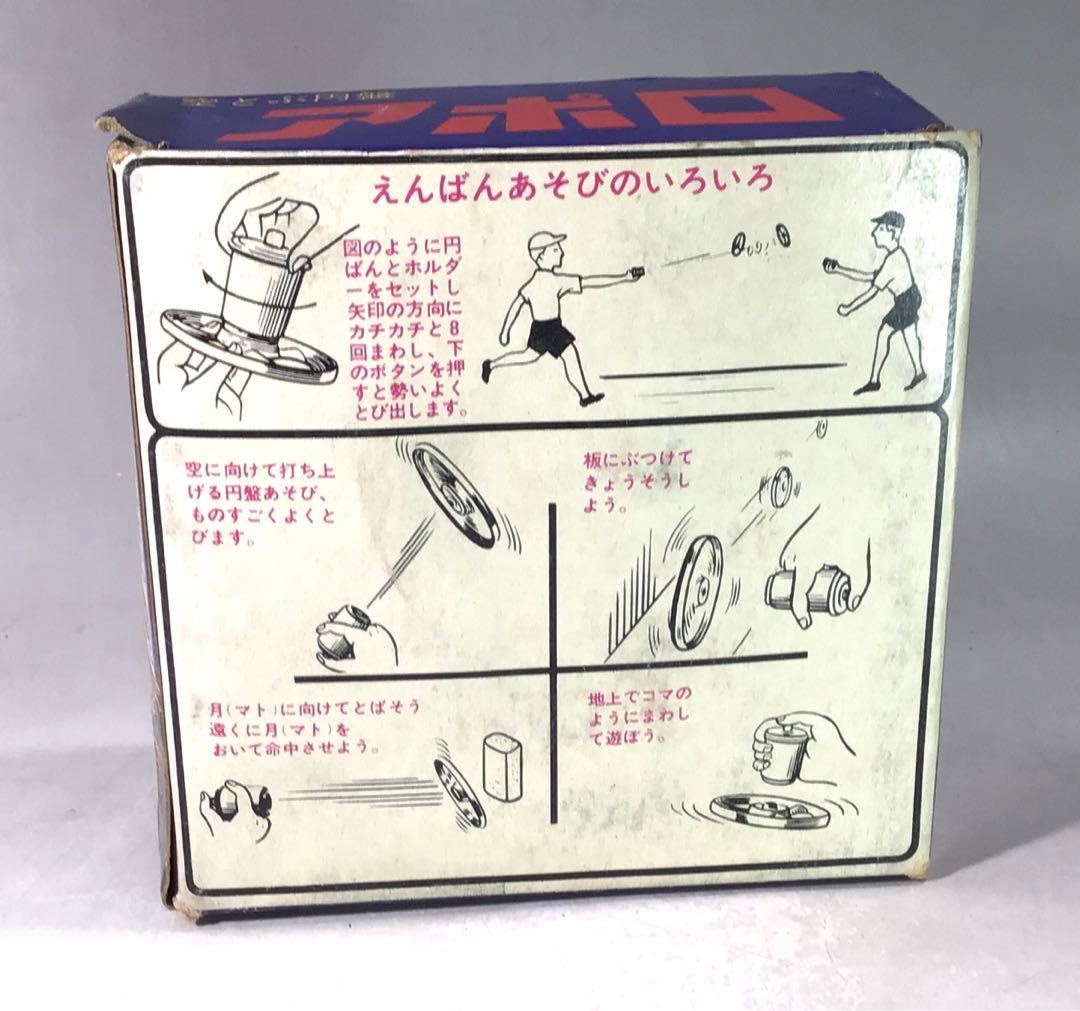 空とぶ円盤
アポロ
えんばんあそびのいろいろ
図のように円
ばんとホルダ
ーをセットし
矢印の方向に
カチカチと8
回まわし、下
のボタンを押
すと勢いよく
とび出します。
空に向けて打ち上
げる円盤あそび、
ものすごくよくと
びます。
板にぶつけて
きょうそうし
よう。
月(マト)に向けてとばそう
遠くに月(マト)を
おいて命中させよう。
地上でコマの
ようにまわし
て遊ぼう。